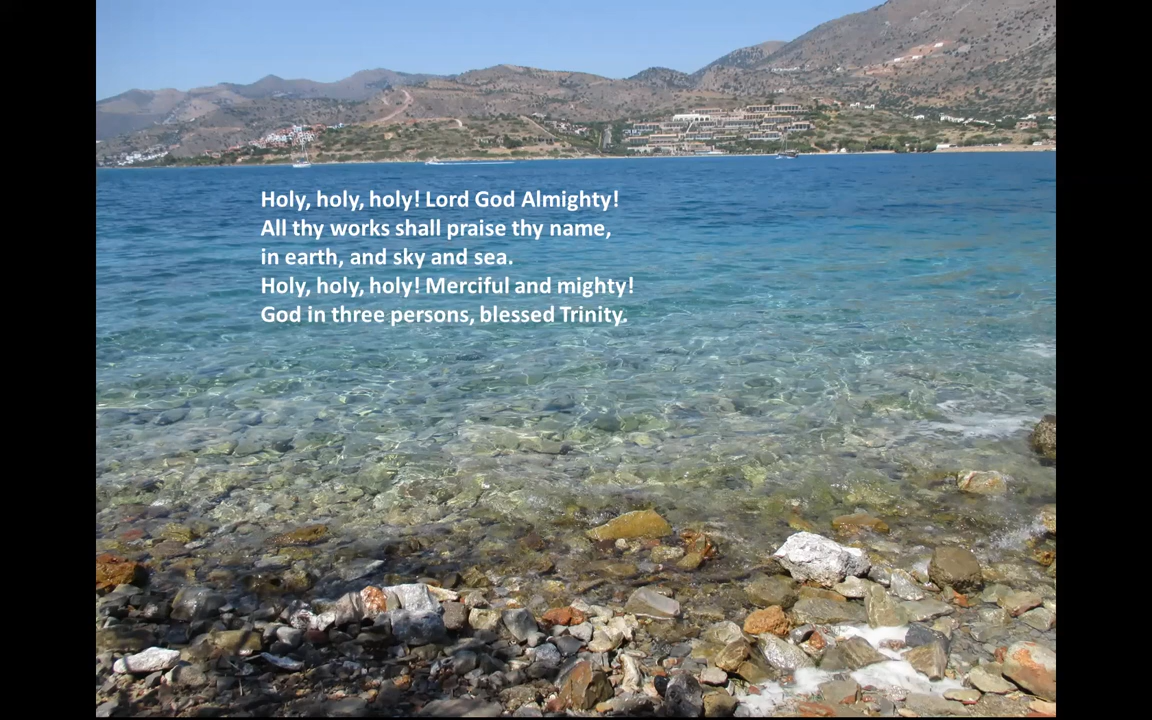 Holy, holy, holy! Lord God Almighty!
All thy works shall praise thy name,
in earth, and sky and sea.
Holy, holy, holy! Merciful and mighty!
God in three persons, blessed Trinity.